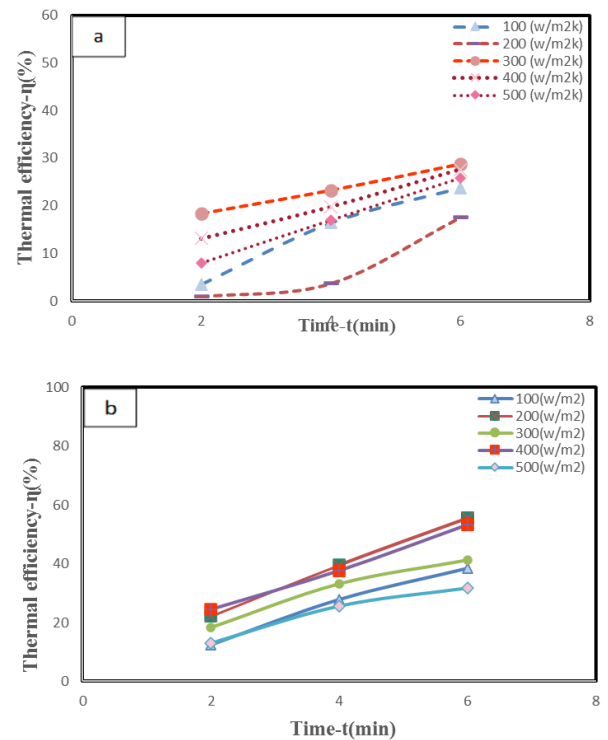 a
100 (w/m2k)
200 (w/m2k)
300 (w/m2k)
400 (w/m2k)
500 (w/m2k)
Thermal efficiency-η(%)
60
50
40
30
20
10
0
0 2 4 6 8
Time-t(min)
b
100(w/m2)
200(w/m2)
300(w/m2)
400(w/m2)
500(w/m2)
Thermal efficiency-η(%)
100
80
60
40
20
0
0 2 4 6 8
Time-t(min)